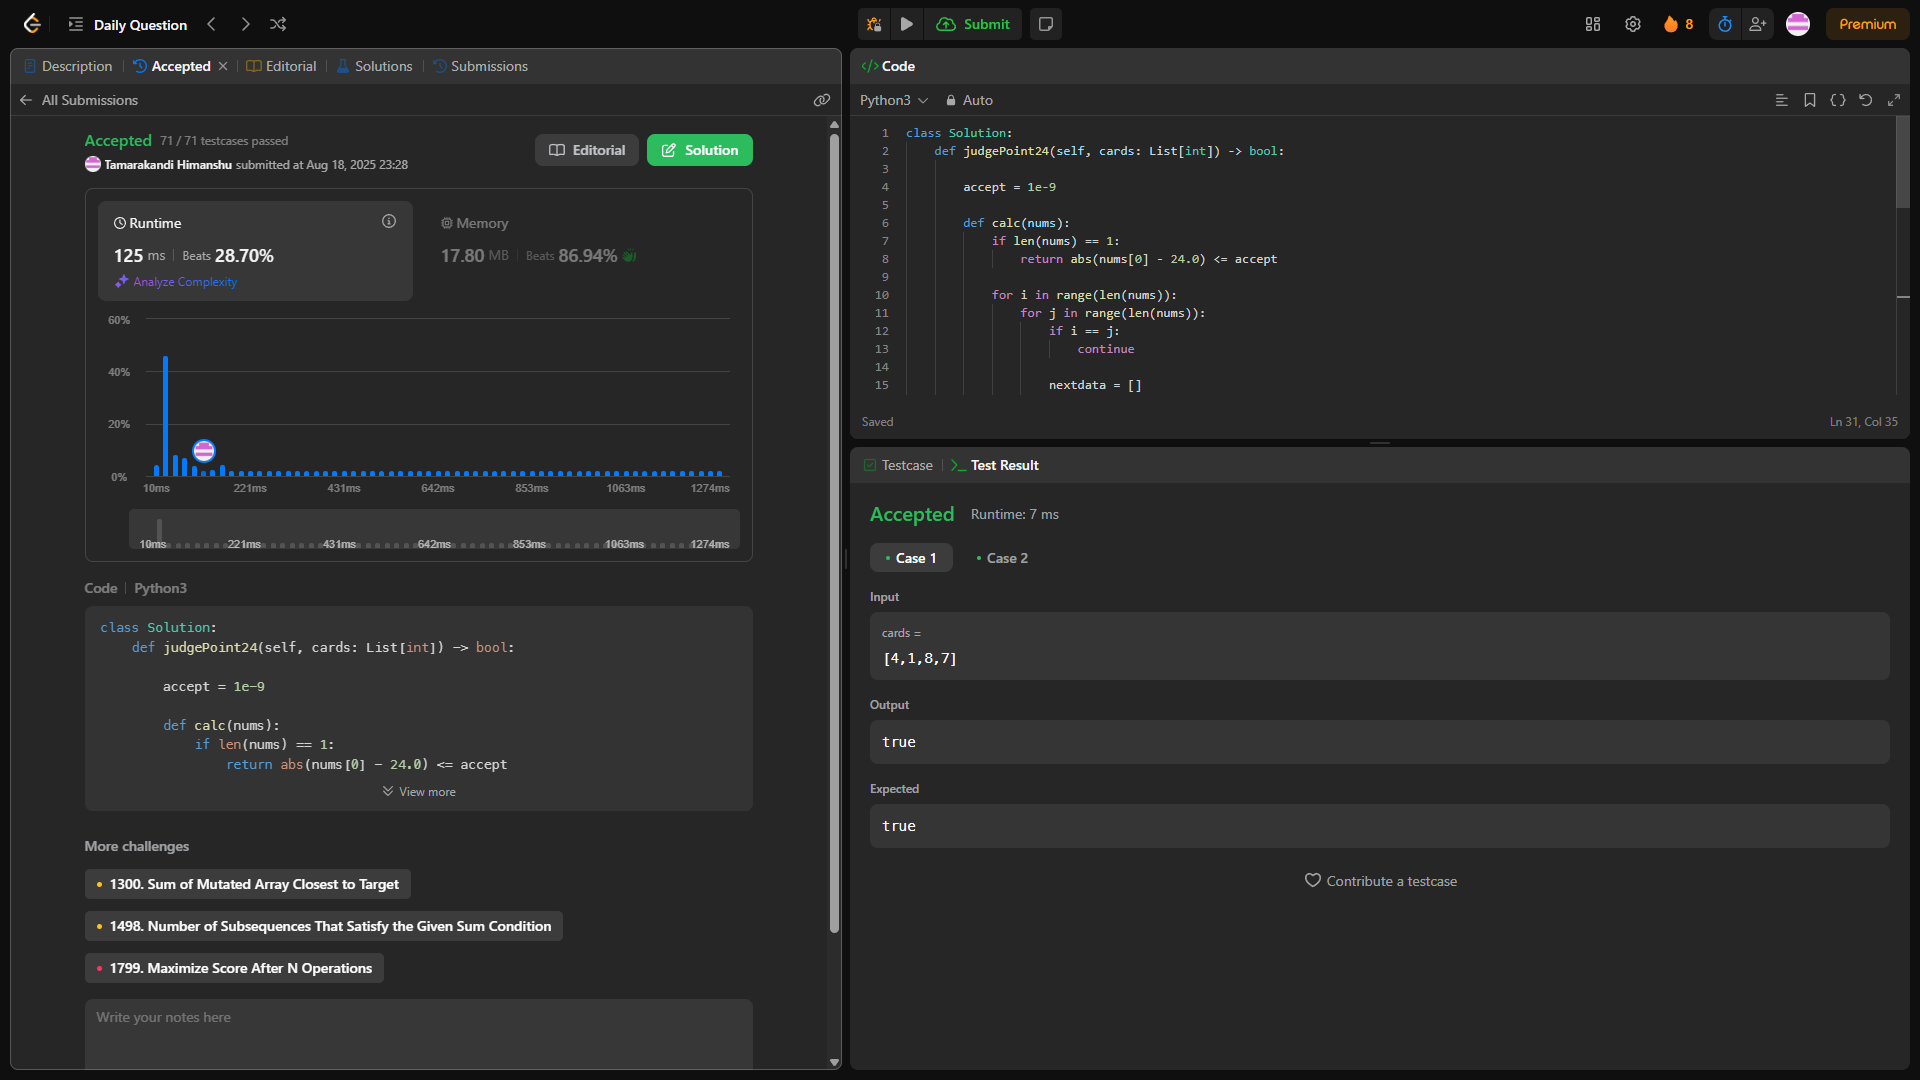 Daily Question
Submit
8
Premium
Description
Accepted
Editorial
Solutions
Submissions
All Submissions
Accepted 71 / 71 testcases passed
Tamarakandi Himanshu submitted at Aug 18, 2025 23:28
Editorial
Solution
Runtime
125 ms Beats 28.70%
Analyze Complexity
Memory
17.80 MB Beats 86.94%
60%
40%
20%
0%
10ms 221ms 431ms 642ms 853ms 1063ms 1274ms
10ms 221ms 431ms 642ms 853ms 1063ms 1274ms
Code Python3
class Solution:
def judgePoint24(self, cards: List[int]) -> bool:
accept = 1e-9
def calc(nums):
if len(nums) == 1:
return abs(nums[0] - 24.0) <= accept
View more
More challenges
1300. Sum of Mutated Array Closest to Target
1498. Number of Subsequences That Satisfy the Given Sum Condition
1799. Maximize Score After N Operations
Write your notes here
</> Code
Python3
Auto
1 class Solution:
2 def judgePoint24(self, cards: List[int]) -> bool:
3
4 accept = 1e-9
5
6 def calc(nums):
7 if len(nums) == 1:
8 return abs(nums[0] - 24.0) <= accept
9
10 for i in range(len(nums)):
11 for j in range(len(nums)):
12 if i == j:
13 continue
14
15 nextdata = []
Saved
Ln 31, Col 35
Testcase
Test Result
Accepted Runtime: 7 ms
Case 1
Case 2
Input
cards =
[4,1,8,7]
Output
true
Expected
true
Contribute a testcase